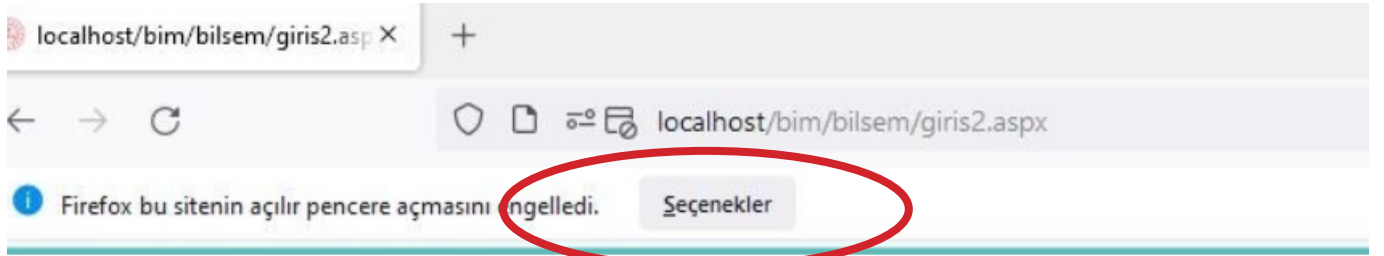 localhost/bim/bilsem/giris2.asp
localhost/bim/bilsem/giris2.aspx
Firefox bu sitenin açılır pencere açmasını engelledi. Seçenekler